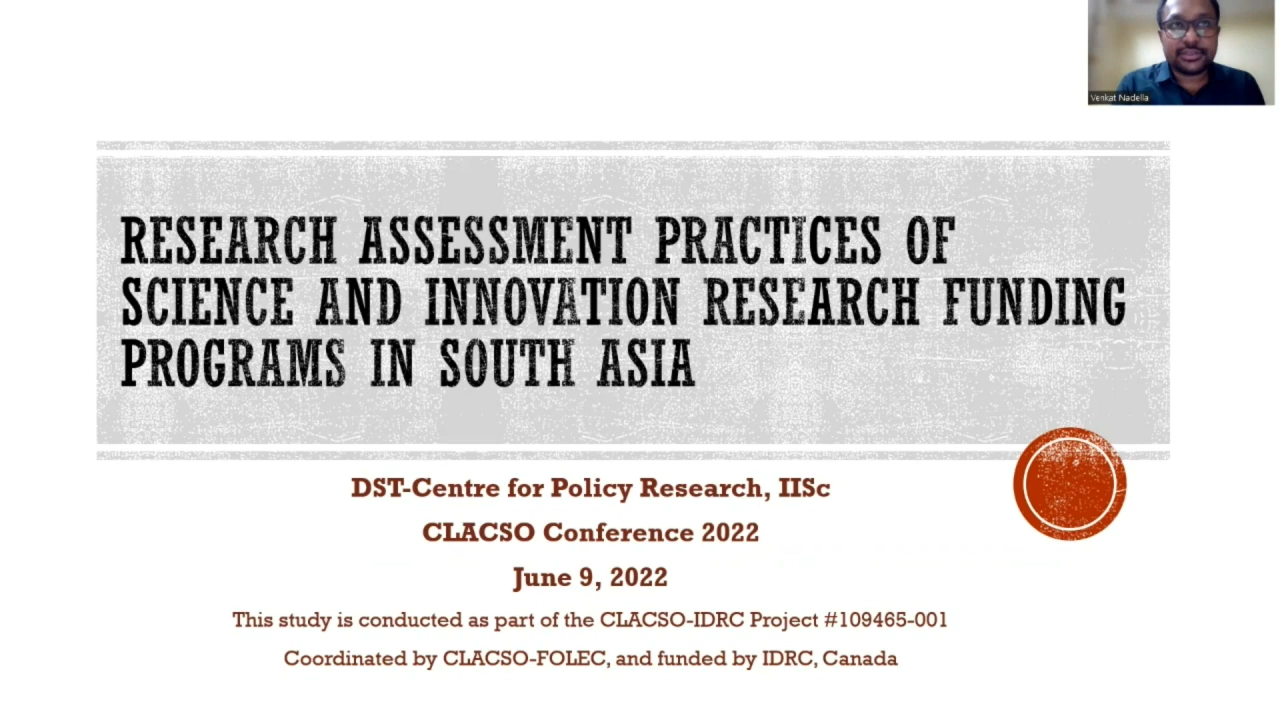 Venkat Nadella
RESEARCH ASSESSMENT PRACTICES OF
SCIENCE AND INNOVATION RESEARCH FUNDING
PROGRAMS IN SOUTH ASIA
DST-Centre for Policy Research, IISc
CLACSO Conference 2022
June 9, 2022
This study is conducted as part of the CLACSO-IDRC Project #109465-001
Coordinated by CLACSO-FOLEC, and funded by IDRC, Canada